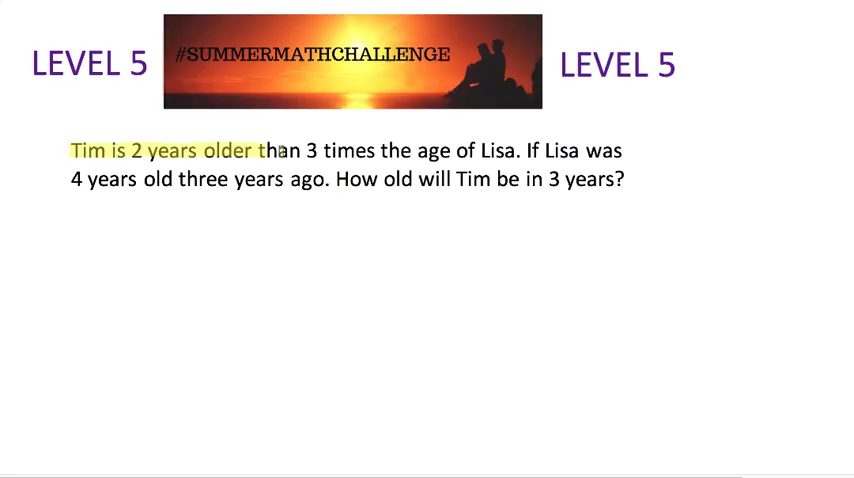 LEVEL 5
#SUMMERMATHCHALLENGE
LEVEL 5
Tim is 2 years older than 3 times the age of Lisa. If Lisa was
4 years old three years ago. How old will Tim be in 3 years?